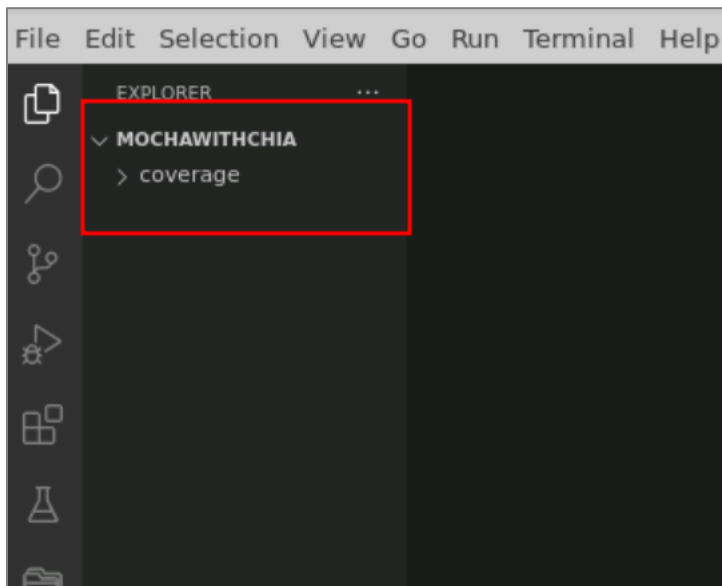 File Edit Selection View Go Run Terminal Help
EXPLORER ...
MOCHAWITHCHIA
coverage